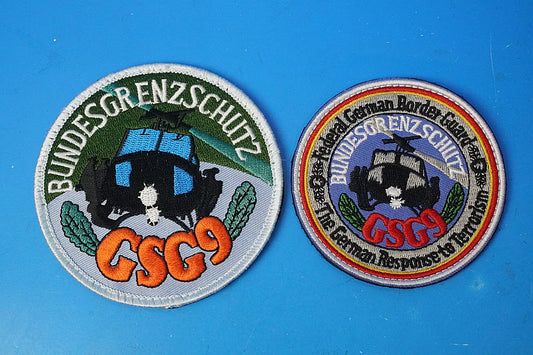 BUNDESGRENZSCHUTZ
GSG9
Federal German Border Guard
BUNDESGRENZSCHUTZ
GSG9
The German Response to Terrorism